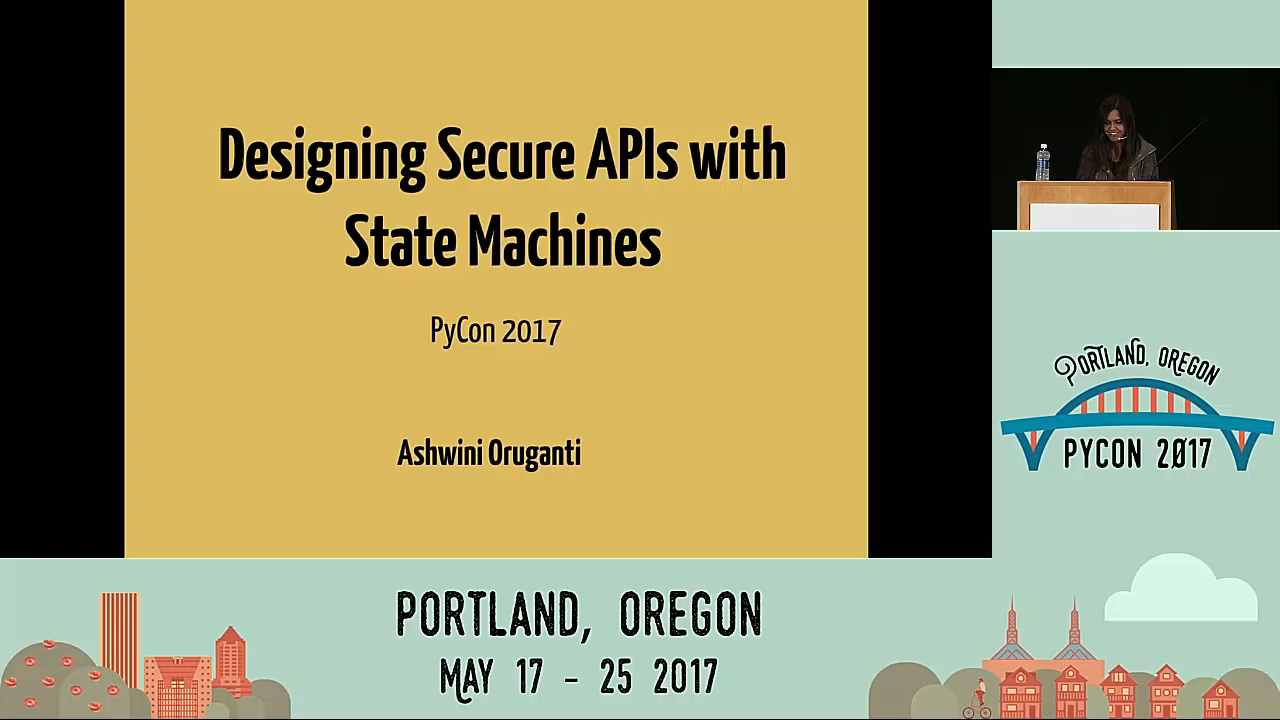 Designing Secure APIs with
State Machines
PyCon 2017
Ashwini Oruganti
PORTLAND, OREGON
PYCON 2017
PORTLAND, OREGON
MAY 17 - 25 2017